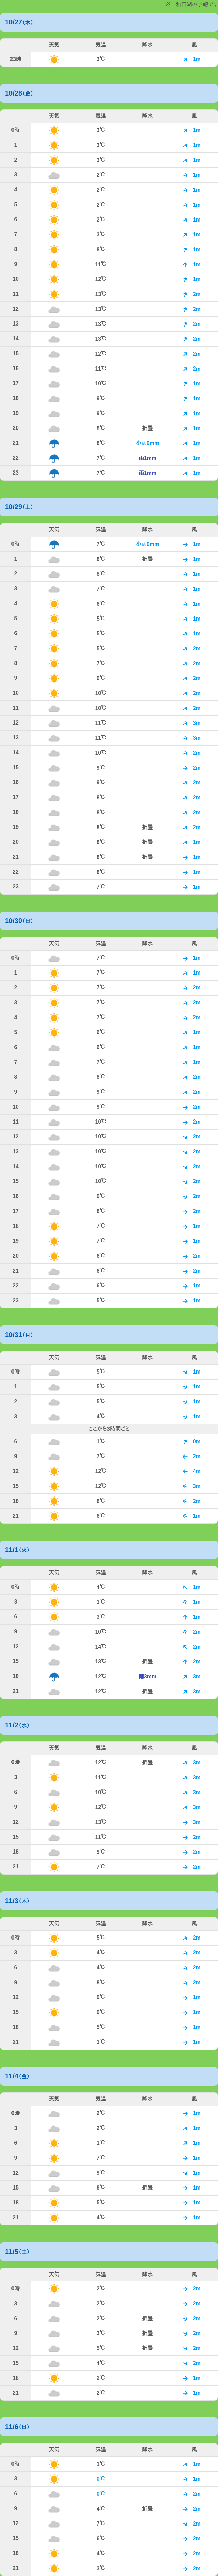 ※十勝田端の予報です
10/27(木)
天気 気温 降水 風
23時 3℃ 1m
10/28(金)
天気 気温 降水 風
0時 3℃ 1m
1 3℃ 1m
2 3℃ 1m
3 2℃ 1m
4 2℃ 1m
5 2℃ 1m
6 2℃ 1m
7 3℃ 1m
8 8℃ 1m
9 11℃ 1m
10 12℃ 1m
11 13℃ 2m
12 13℃ 2m
13 13℃ 2m
14 13℃ 2m
15 12℃ 2m
16 11℃ 2m
17 10℃ 1m
18 9℃ 1m
19 9℃ 1m
20 8℃ 折畳 1m
21 8℃ 小雨0mm 1m
22 7℃ 雨1mm 1m
23 7℃ 雨1mm 1m
10/29(土)
天気 気温 降水 風
0時 7℃ 小雨0mm 1m
1 8℃ 折畳 1m
2 8℃ 1m
3 7℃ 1m
4 6℃ 1m
5 5℃ 1m
6 5℃ 1m
7 5℃ 2m
8 7℃ 2m
9 9℃ 2m
10 10℃ 2m
11 10℃ 2m
12 11℃ 3m
13 11℃ 3m
14 10℃ 2m
15 9℃ 2m
16 9℃ 2m
17 8℃ 2m
18 8℃ 2m
19 8℃ 折畳 2m
20 8℃ 折畳 1m
21 8℃ 折畳 1m
22 8℃ 1m
23 7℃ 1m
10/30(日)
天気 気温 降水 風
0時 7℃ 1m
1 7℃ 1m
2 7℃ 2m
3 7℃ 2m
4 7℃ 2m
5 6℃ 1m
6 6℃ 1m
7 7℃ 1m
8 8℃ 2m
9 9℃ 2m
10 9℃ 2m
11 10℃ 2m
12 10℃ 2m
13 10℃ 2m
14 10℃ 2m
15 10℃ 2m
16 9℃ 2m
17 8℃ 2m
18 7℃ 1m
19 7℃ 1m
20 6℃ 2m
21 6℃ 2m
22 6℃ 1m
23 5℃ 1m
10/31(月)
天気 気温 降水 風
0時 5℃ 1m
1 5℃ 1m
2 5℃ 1m
3 4℃ 1m
ここから3時間ごと
6 1℃ 0m
9 7℃ 2m
12 12℃ 4m
15 12℃ 3m
18 8℃ 2m
21 6℃ 1m
11/1(火)
天気 気温 降水 風
0時 4℃ 1m
3 3℃ 1m
6 3℃ 1m
9 10℃ 2m
12 14℃ 2m
15 13℃ 折畳 2m
18 12℃ 雨3mm 3m
21 12℃ 折畳 3m
11/2(水)
天気 気温 降水 風
0時 12℃ 折畳 3m
3 11℃ 3m
6 10℃ 3m
9 12℃ 3m
12 13℃ 3m
15 11℃ 2m
18 9℃ 2m
21 7℃ 2m
11/3(木)
天気 気温 降水 風
0時 5℃ 2m
3 4℃ 2m
6 4℃ 2m
9 8℃ 2m
12 9℃ 1m
15 9℃ 1m
18 5℃ 1m
21 3℃ 1m
11/4(金)
天気 気温 降水 風
0時 2℃ 1m
3 2℃ 1m
6 1℃ 1m
9 7℃ 1m
12 9℃ 1m
15 8℃ 折畳 1m
18 5℃ 1m
21 4℃ 1m
11/5(土)
天気 気温 降水 風
0時 2℃ 2m
3 2℃ 2m
6 2℃ 折畳 2m
9 3℃ 折畳 2m
12 5℃ 折畳 2m
15 4℃ 2m
18 2℃ 1m
21 2℃ 1m
11/6(日)
天気 気温 降水 風
0時 1℃ 1m
3 0℃ 1m
6 0℃ 2m
9 4℃ 折畳 2m
12 7℃ 2m
15 6℃ 2m
18 4℃ 2m
21 3℃ 2m